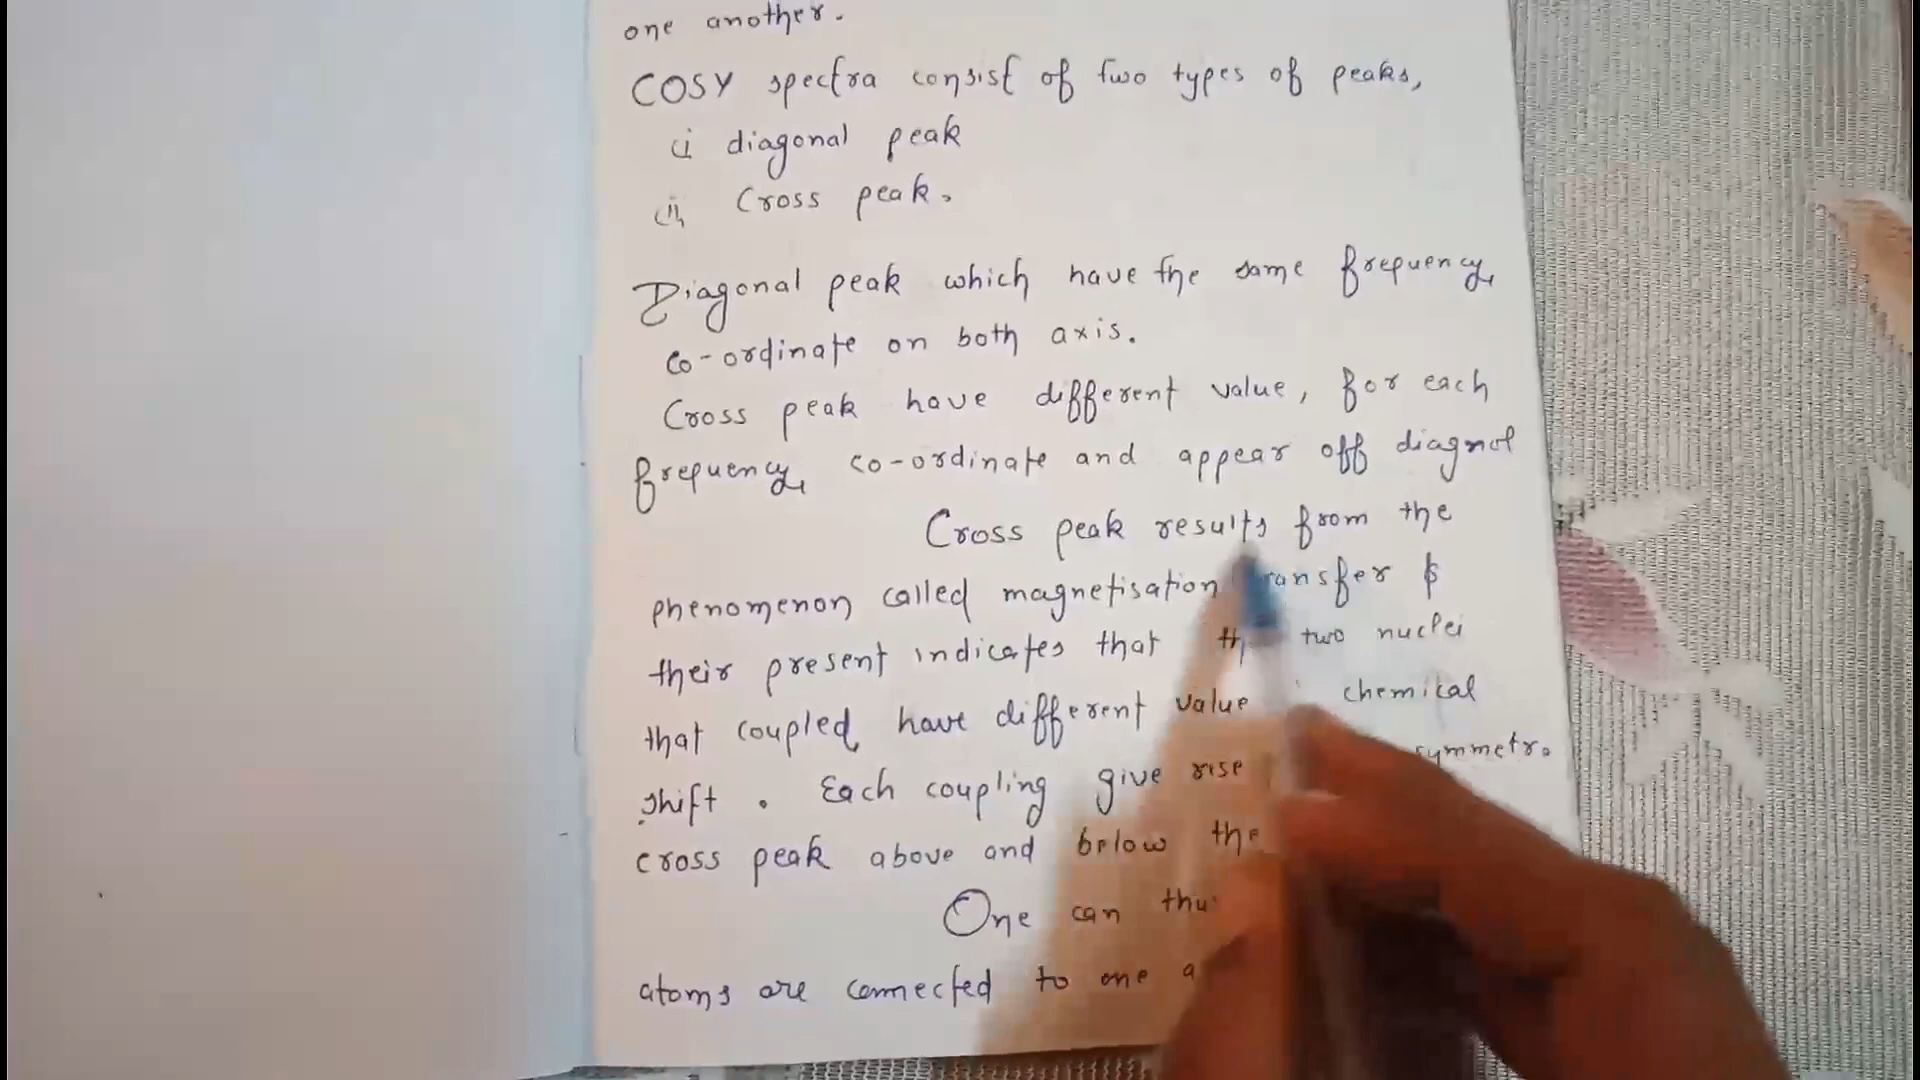 one another.
COSY spectra consist of two types of peaks,
(i diagonal peak
(ii, Cross peak.
Diagonal peak which have the same frequency
co-ordinate on both axis.
Cross peak have different value, for each
frequency co-ordinate and appear off diagnol
Cross peak results from the
phenomenon called magnetisation &
their present indicates that two nuclei
that coupled have different value chemical
shift. Each coupling give rise
cross peak above and below the
One can
atoms are connected to one